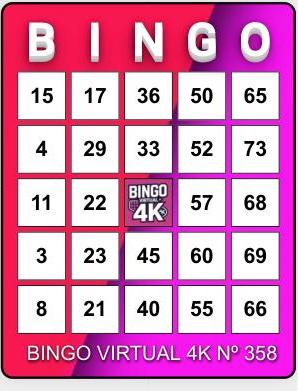 B I N G O
15 17 36 50 65
4 29 33 52 73
11 22 BINGO VIRTUAL 4K 57 68
3 23 45 60 69
8 21 40 55 66
BINGO VIRTUAL 4K Nº 358